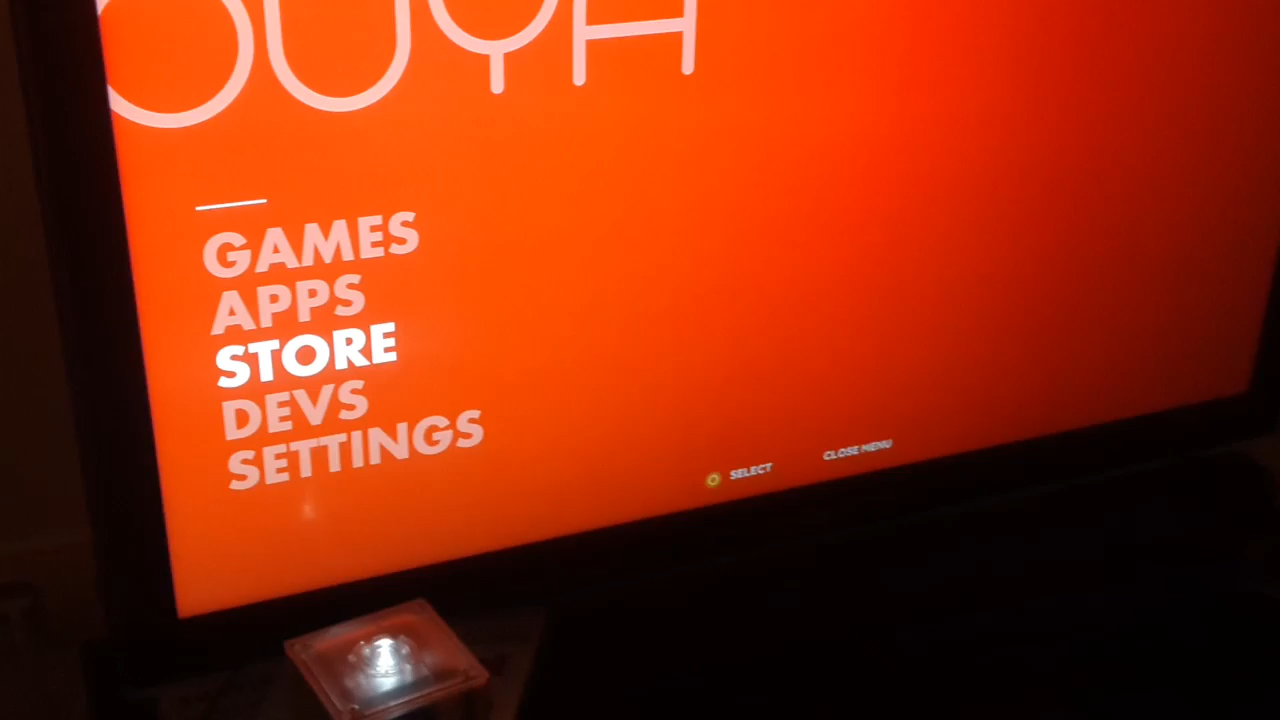 OUYA
GAMES
APPS
STORE
DEVS
SETTINGS
SELECT
CLOSE MENU